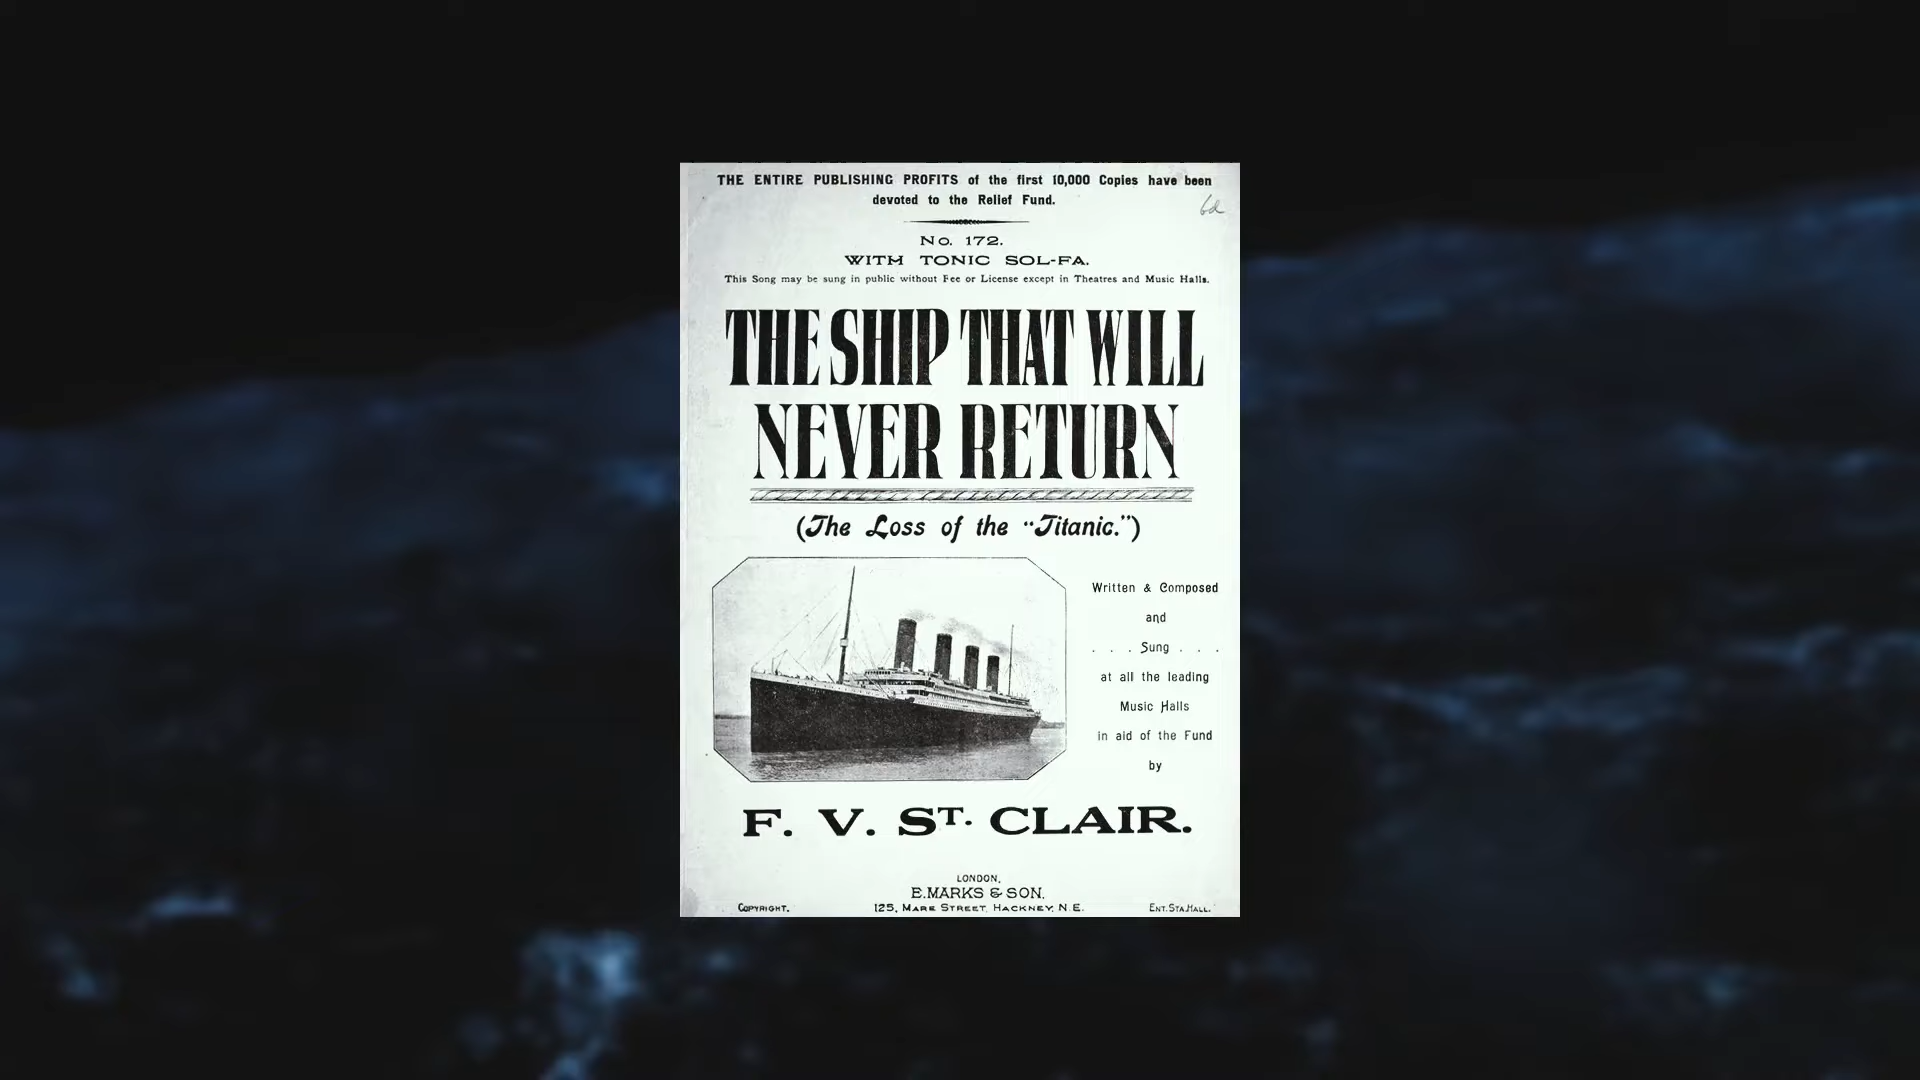 THE ENTIRE PUBLISHING PROFITS of the first 10,000 Copies have been
devoted to the Relief Fund.
6d
No. 172.
WITH TONIC SOL-FA.
This Song may be sung in public without Fee or License except in Theatres and Music Halls.
THE SHIP THAT WILL
NEVER RETURN
(The Loss of the "Titanic.")
Written & Composed
and
. . . Sung . . .
at all the leading
Music Halls
in aid of the Fund
by
F. V. ST. CLAIR.
LONDON,
E. MARKS & SON,
COPYRIGHT. 125, MARE STREET, HACKNEY, N.E. ENT. STA. HALL.